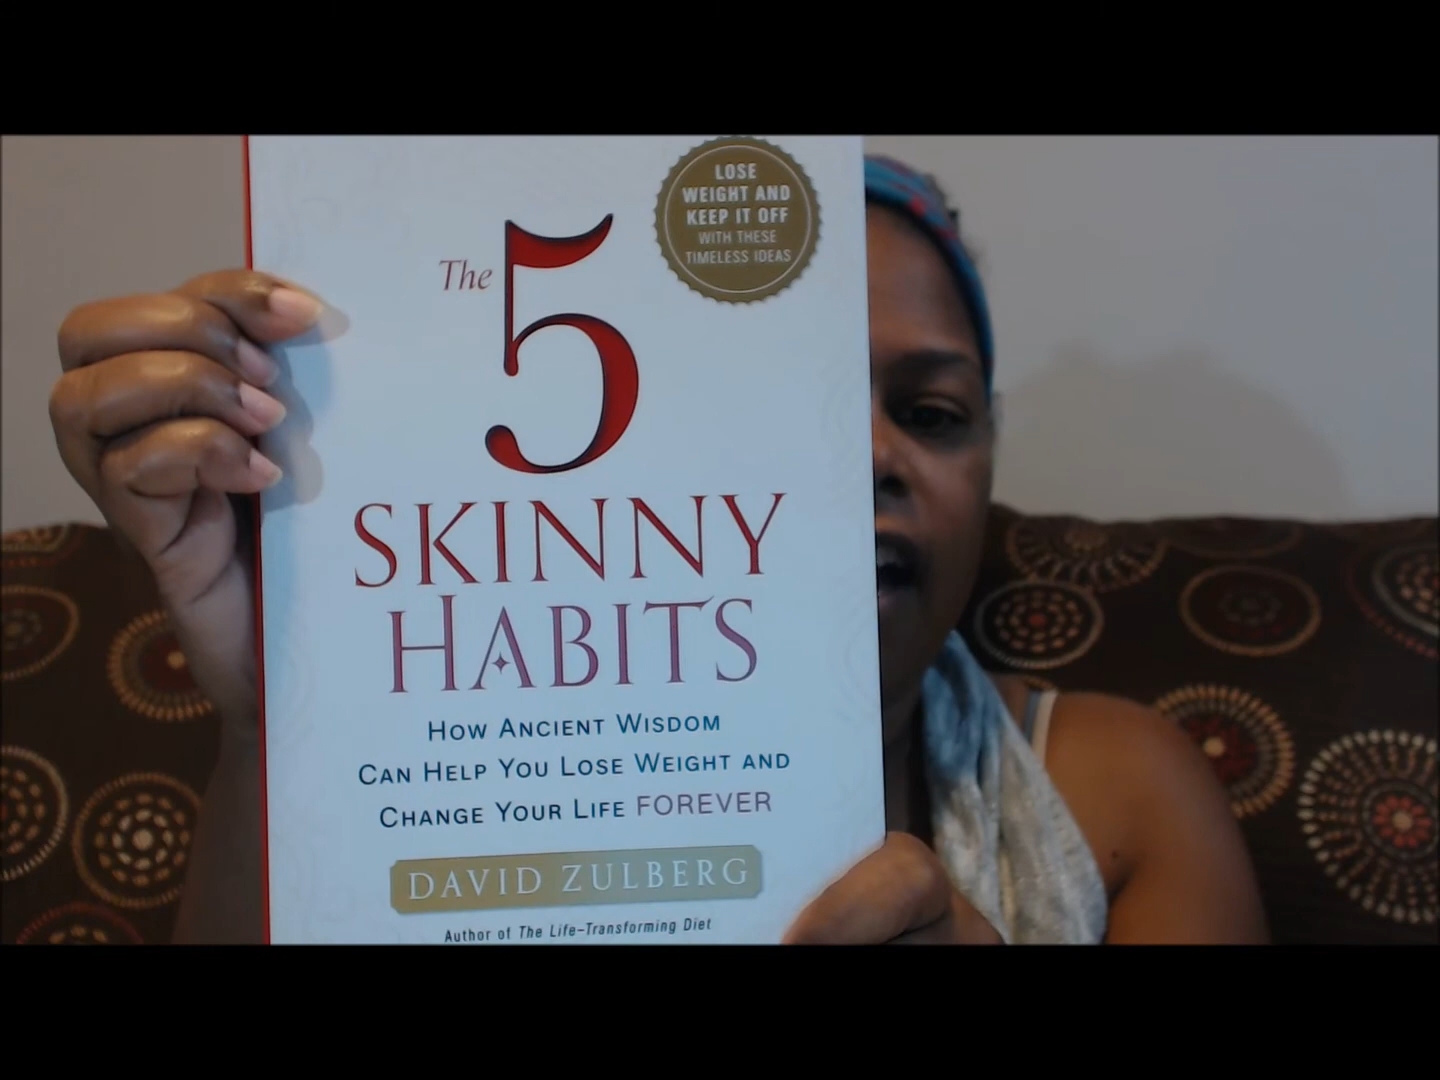 LOSE
WEIGHT AND
KEEP IT OFF
WITH THESE
TIMELESS IDEAS
The 5
SKINNY
HABITS
HOW ANCIENT WISDOM
CAN HELP YOU LOSE WEIGHT AND
CHANGE YOUR LIFE FOREVER
DAVID ZULBERG
Author of The Life-Transforming Diet